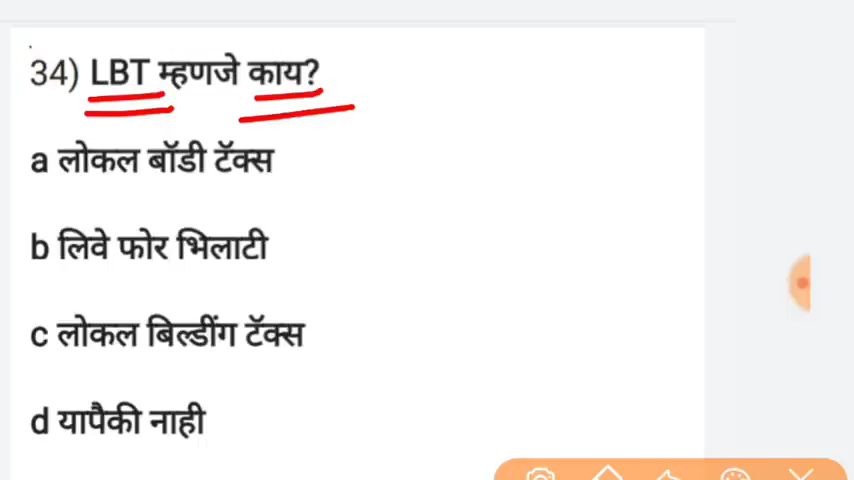 34) LBT म्हणजे काय?
a लोकल बॉडी टॅक्स
b लिवे फोर भिलाटी
c लोकल बिल्डींग टॅक्स
d यापैकी नाही